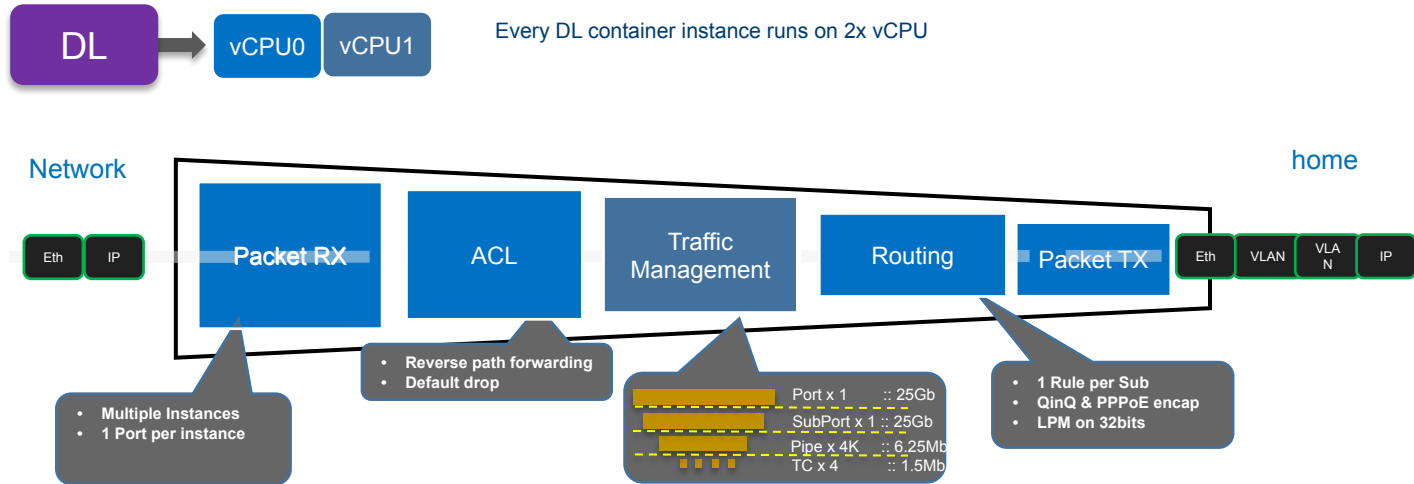 DL
vCPU0
vCPU1
Every DL container instance runs on 2x vCPU
Network
home
Eth
IP
Packet RX
ACL
Traffic
Management
Routing
Packet TX
Eth
VLAN
VLA
N
IP
• Multiple Instances
• 1 Port per instance
• Reverse path forwarding
• Default drop
Port x 1 :: 25Gb
SubPort x 1 :: 25Gb
Pipe x 4K :: 6.25Mb
TC x 4 :: 1.5Mb
• 1 Rule per Sub
• QinQ & PPPoE encap
• LPM on 32bits